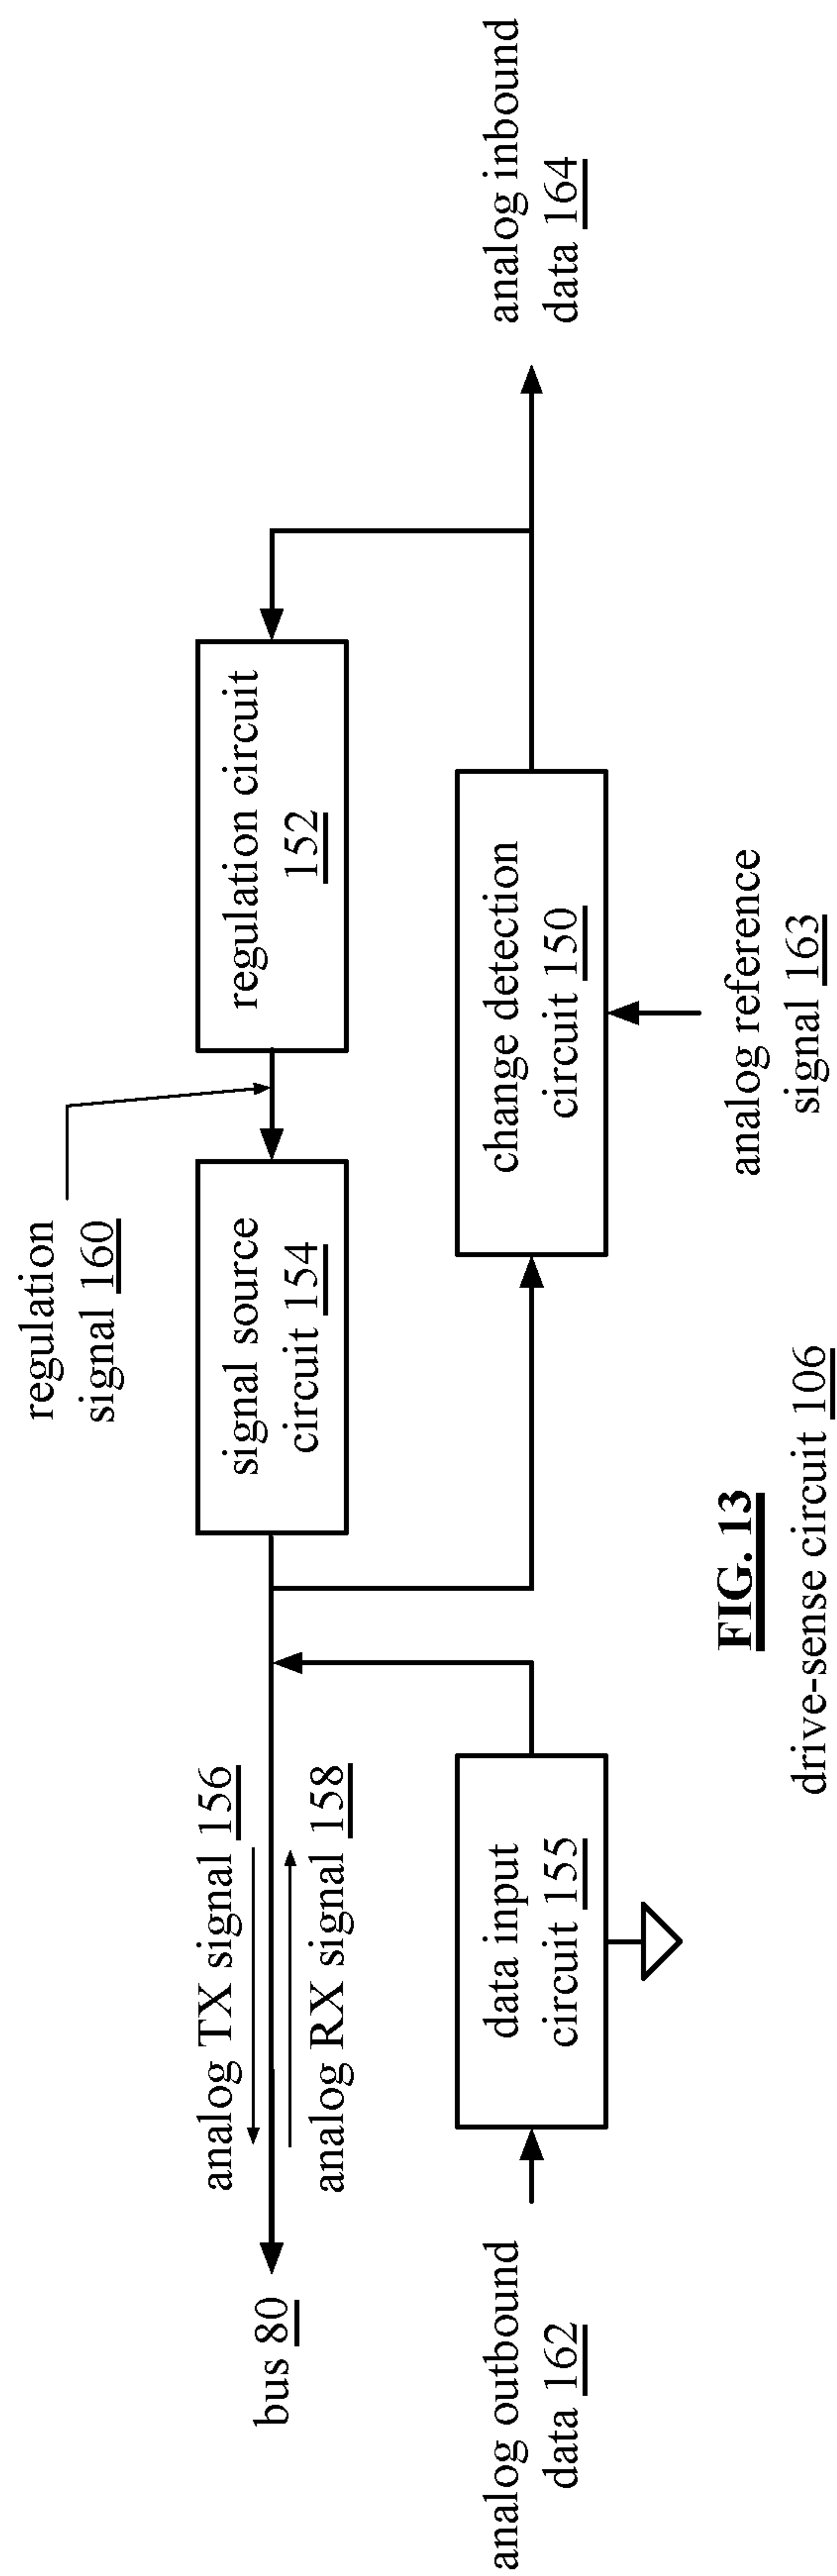 regulation
signal 160
bus 80
analog TX signal 156
analog RX signal 158
signal source
circuit 154
regulation circuit
152
analog outbound
data 162
data input
circuit 155
change detection
circuit 150
analog inbound
data 164
analog reference
signal 163
FIG. 13
drive-sense circuit 106